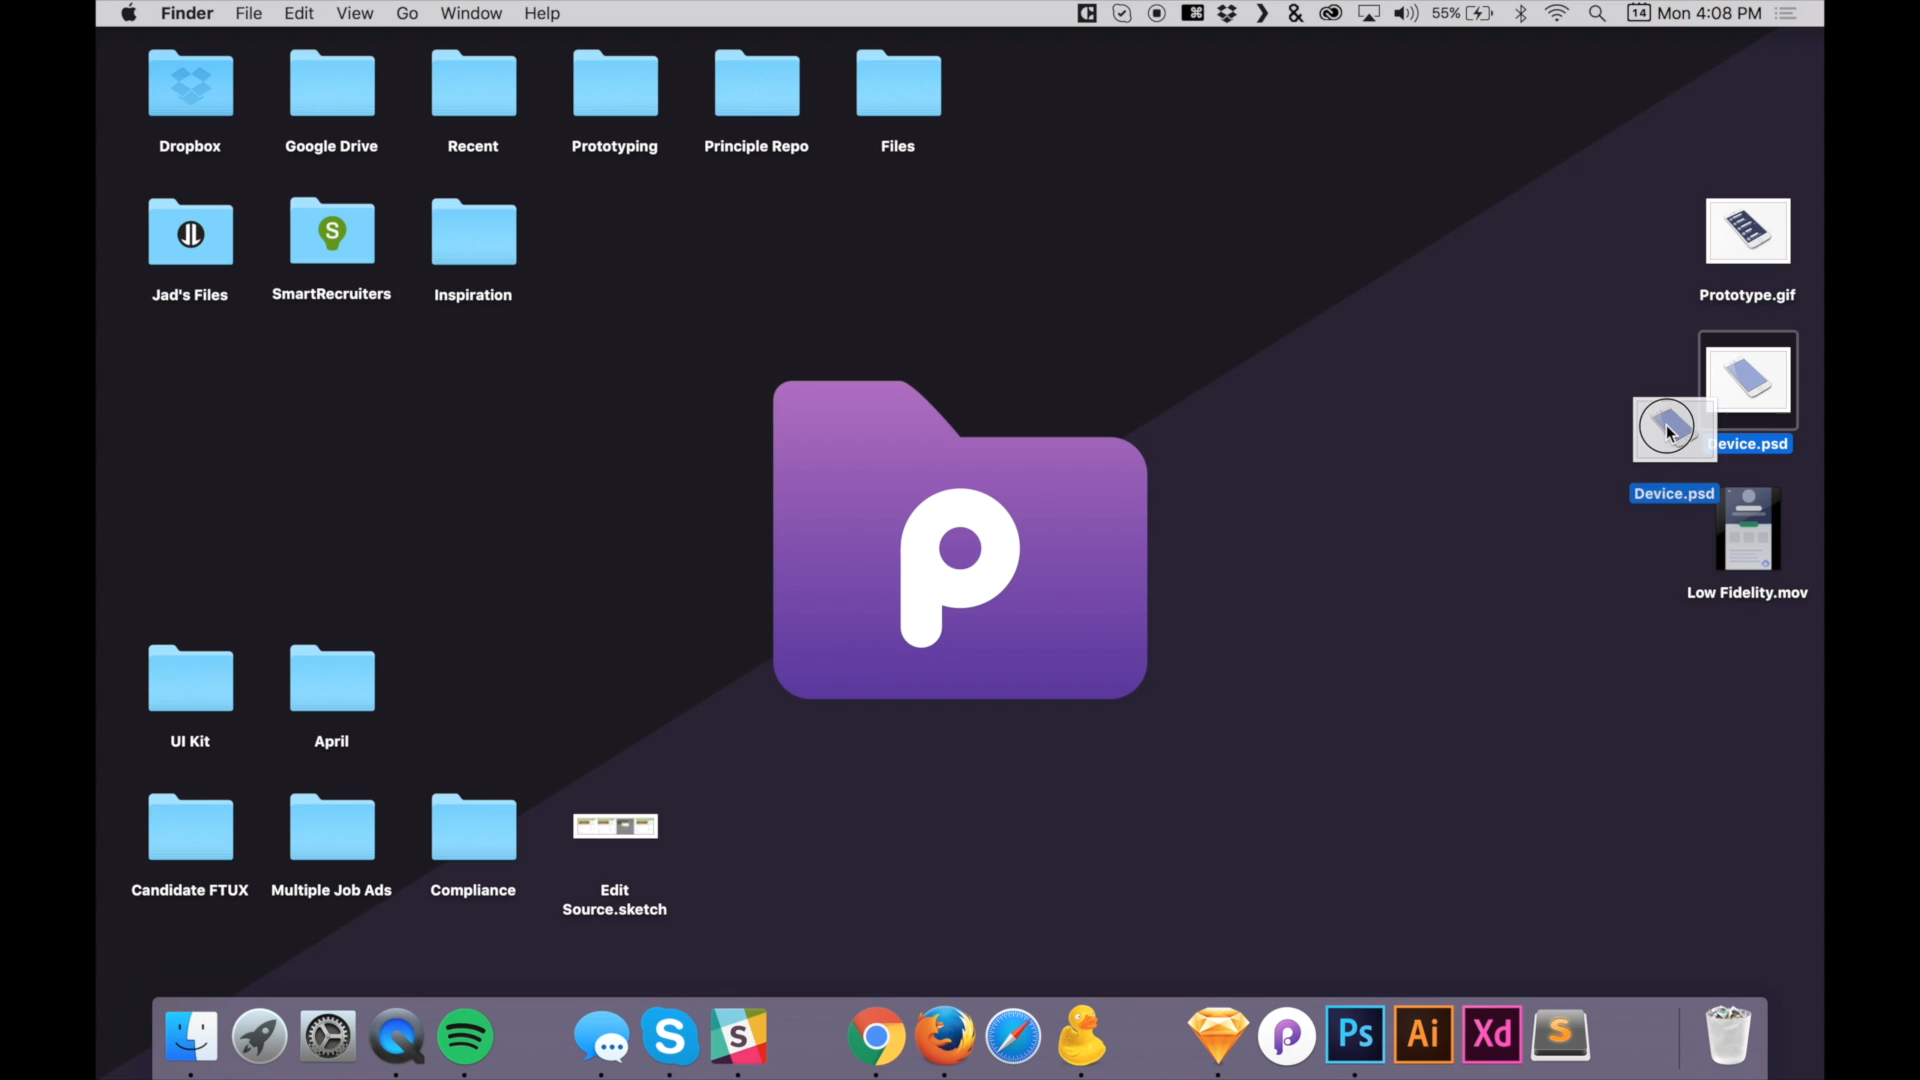 Finder File Edit View Go Window Help 55% 14 Mon 4:08 PM
Dropbox Google Drive Recent Prototyping Principle Repo Files
Jad's Files SmartRecruiters Inspiration Prototype.gif
Device.psd
Device.psd
Low Fidelity.mov
UI Kit April
Candidate FTUX Multiple Job Ads Compliance Edit
Source.sketch
Ps Ai Xd